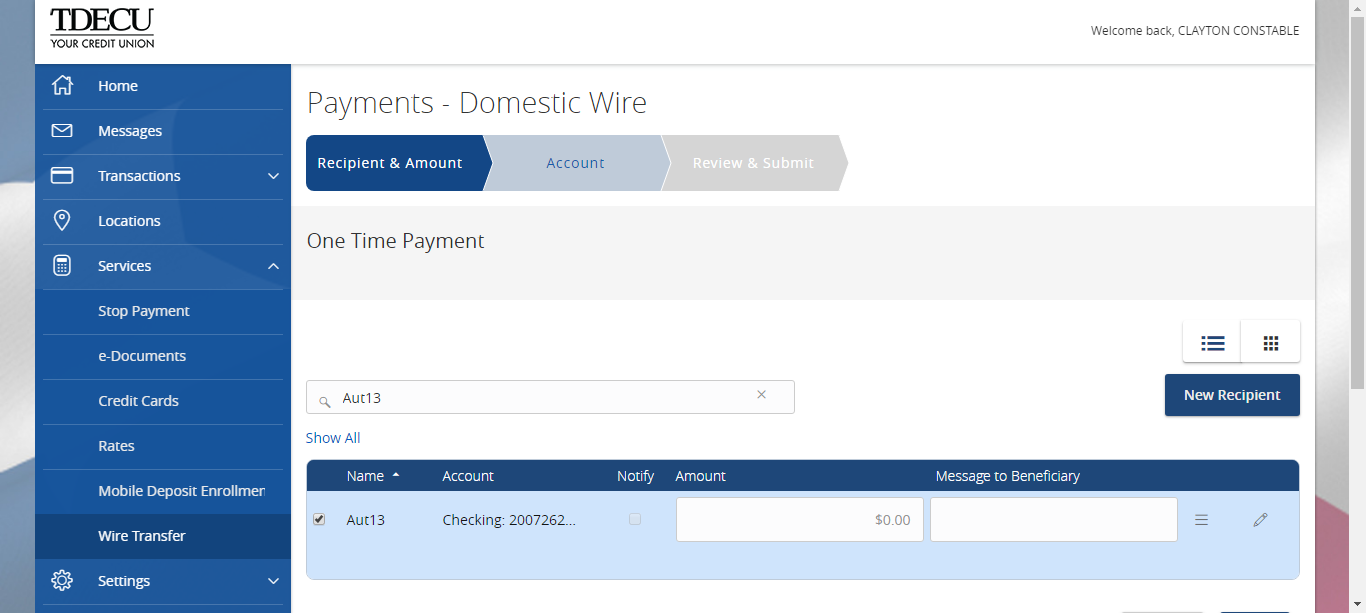 TDECU
YOUR CREDIT UNION
Welcome back, CLAYTON CONSTABLE
Home
Messages
Transactions
Locations
Services
Stop Payment
e-Documents
Credit Cards
Rates
Mobile Deposit Enrollmen
Wire Transfer
Settings
Payments - Domestic Wire
Recipient & Amount
Account
Review & Submit
One Time Payment
Aut13
New Recipient
Show All
Name Account Notify Amount Message to Beneficiary
Aut13 Checking: 2007262... $0.00